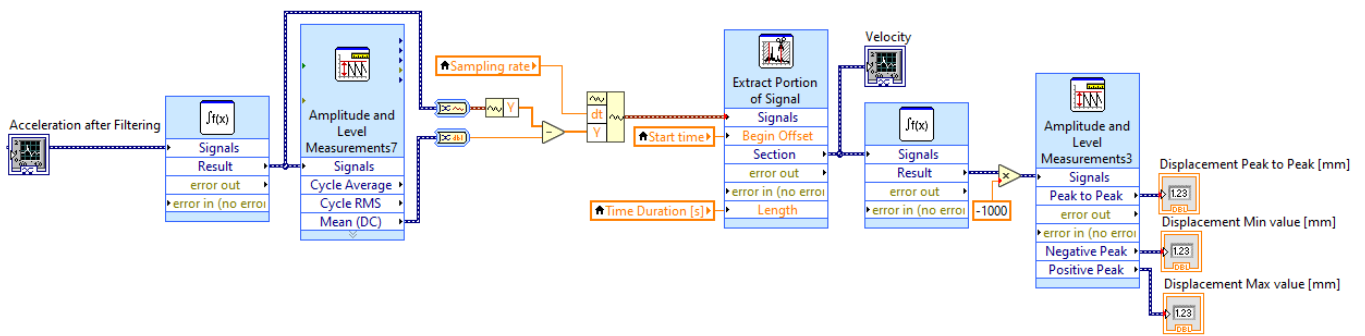 Acceleration after Filtering
∫f(x)
Signals
Result
error out
error in (no error
Amplitude and
Level
Measurements7
Signals
Cycle Average
Cycle RMS
Mean (DC)
Sampling rate
dbl
Y
dt
Y
Start time
Time Duration [s]
Extract Portion
of Signal
Signals
Begin Offset
Section
error out
error in (no error
Length
Velocity
∫f(x)
Signals
Result
error out
error in (no error
-1000
Amplitude and
Level
Measurements3
Signals
Peak to Peak
error out
error in (no error
Negative Peak
Positive Peak
Displacement Peak to Peak [mm]
1.23
DBL
Displacement Min value [mm]
1.23
DBL
Displacement Max value [mm]
1.23
DBL